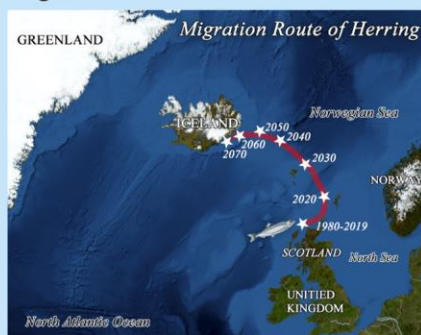 Migration Route of Herring
GREENLAND
Norwegian Sea
ICELAND
2050
2060
2040
2070
2030
NORWAY
2020
1980-2019
SCOTLAND
North Sea
UNITIED
KINGDOM
North Atlantic Ocean